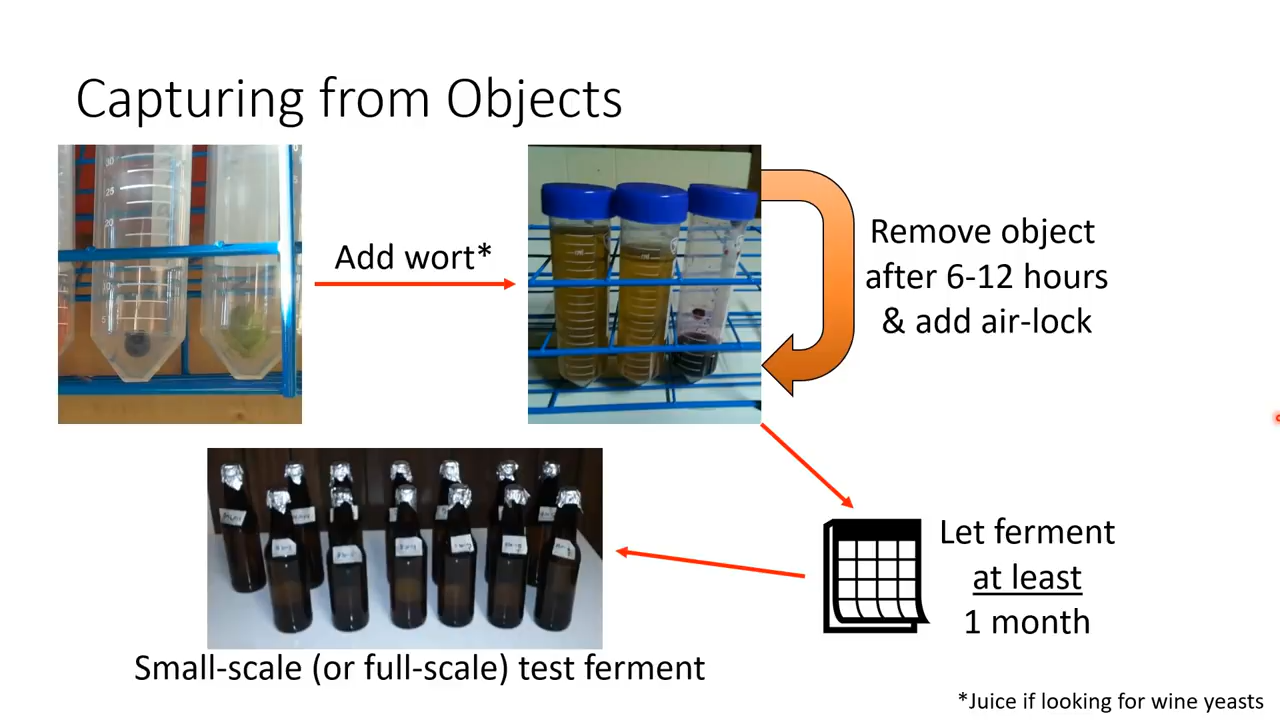 Capturing from Objects
Add wort*
Remove object
after 6-12 hours
& add air-lock
Let ferment
at least
1 month
Small-scale (or full-scale) test ferment
*Juice if looking for wine yeasts